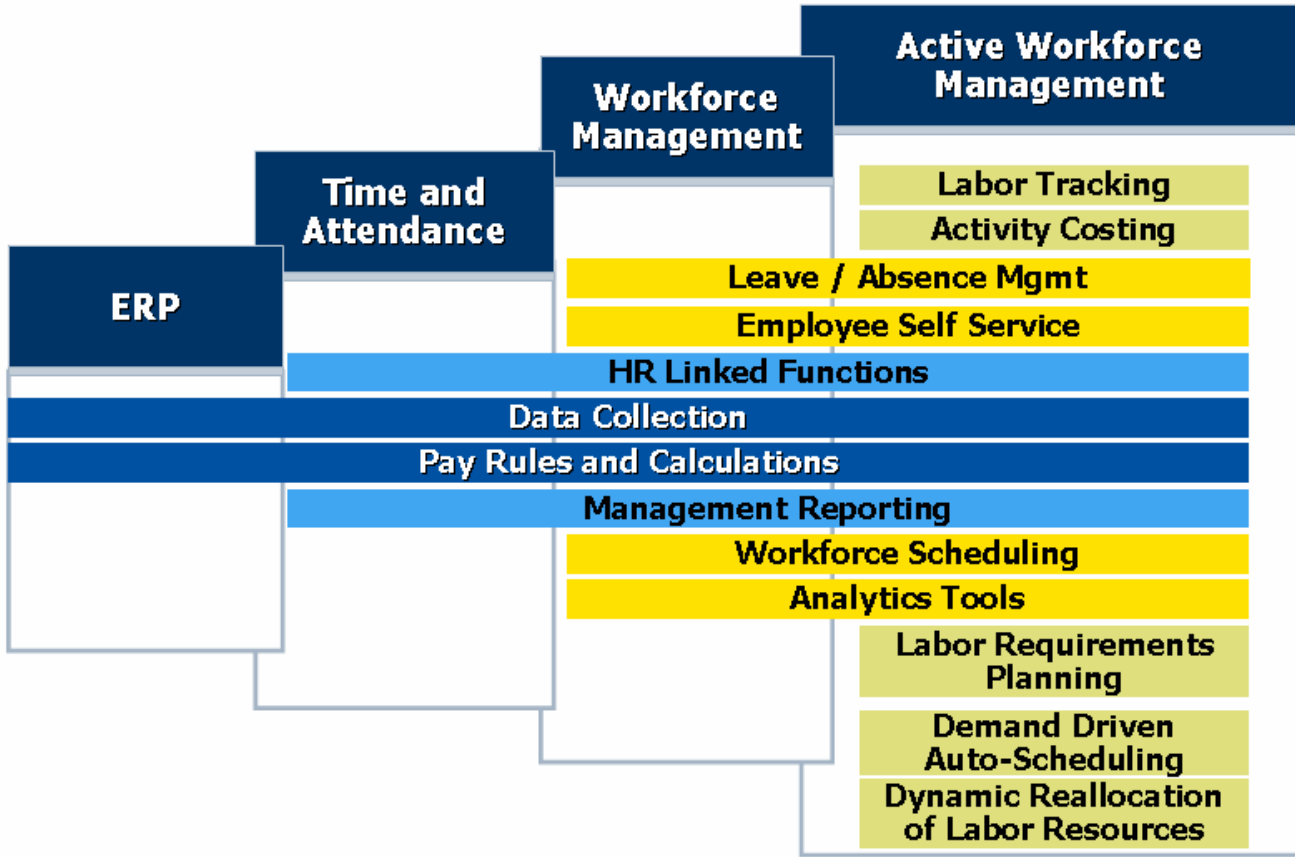 Active Workforce
Management
Workforce
Management
Time and
Attendance
ERP
Labor Tracking
Activity Costing
Leave / Absence Mgmt
Employee Self Service
HR Linked Functions
Data Collection
Pay Rules and Calculations
Management Reporting
Workforce Scheduling
Analytics Tools
Labor Requirements
Planning
Demand Driven
Auto-Scheduling
Dynamic Reallocation
of Labor Resources